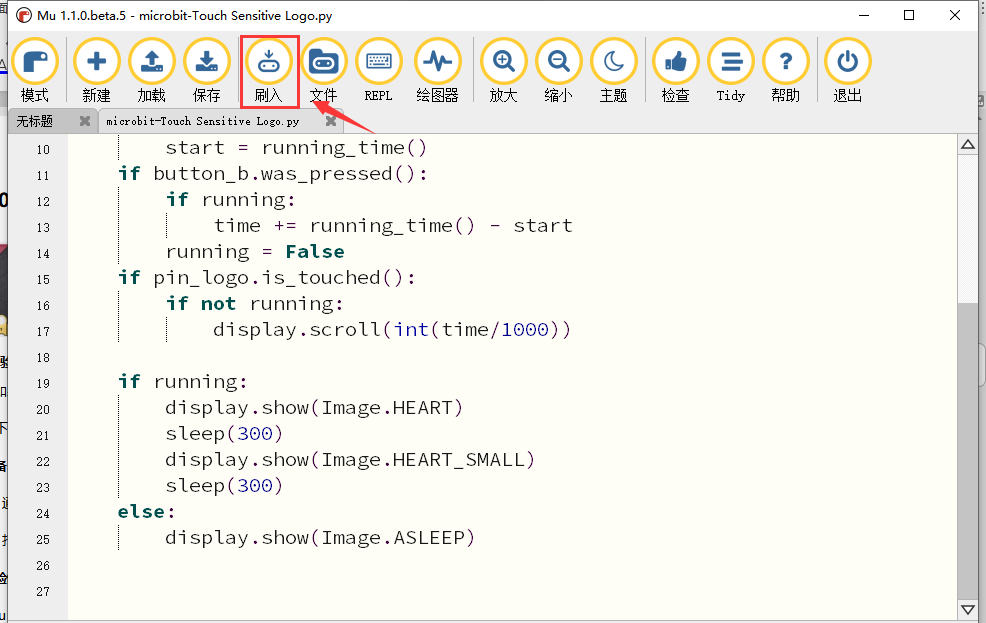 Mu 1.1.0.beta.5 - microbit-Touch Sensitive Logo.py
模式 新建 加载 保存 刷入 文件 REPL 绘图器 放大 缩小 主题 检查 Tidy 帮助 退出
无标题 microbit-Touch Sensitive Logo.py
10 start = running_time()
11 if button_b.was_pressed():
12 if running:
13 time += running_time() - start
14 running = False
15 if pin_logo.is_touched():
16 if not running:
17 display.scroll(int(time/1000))
18
19 if running:
20 display.show(Image.HEART)
21 sleep(300)
22 display.show(Image.HEART_SMALL)
23 sleep(300)
24 else:
25 display.show(Image.ASLEEP)
26
27